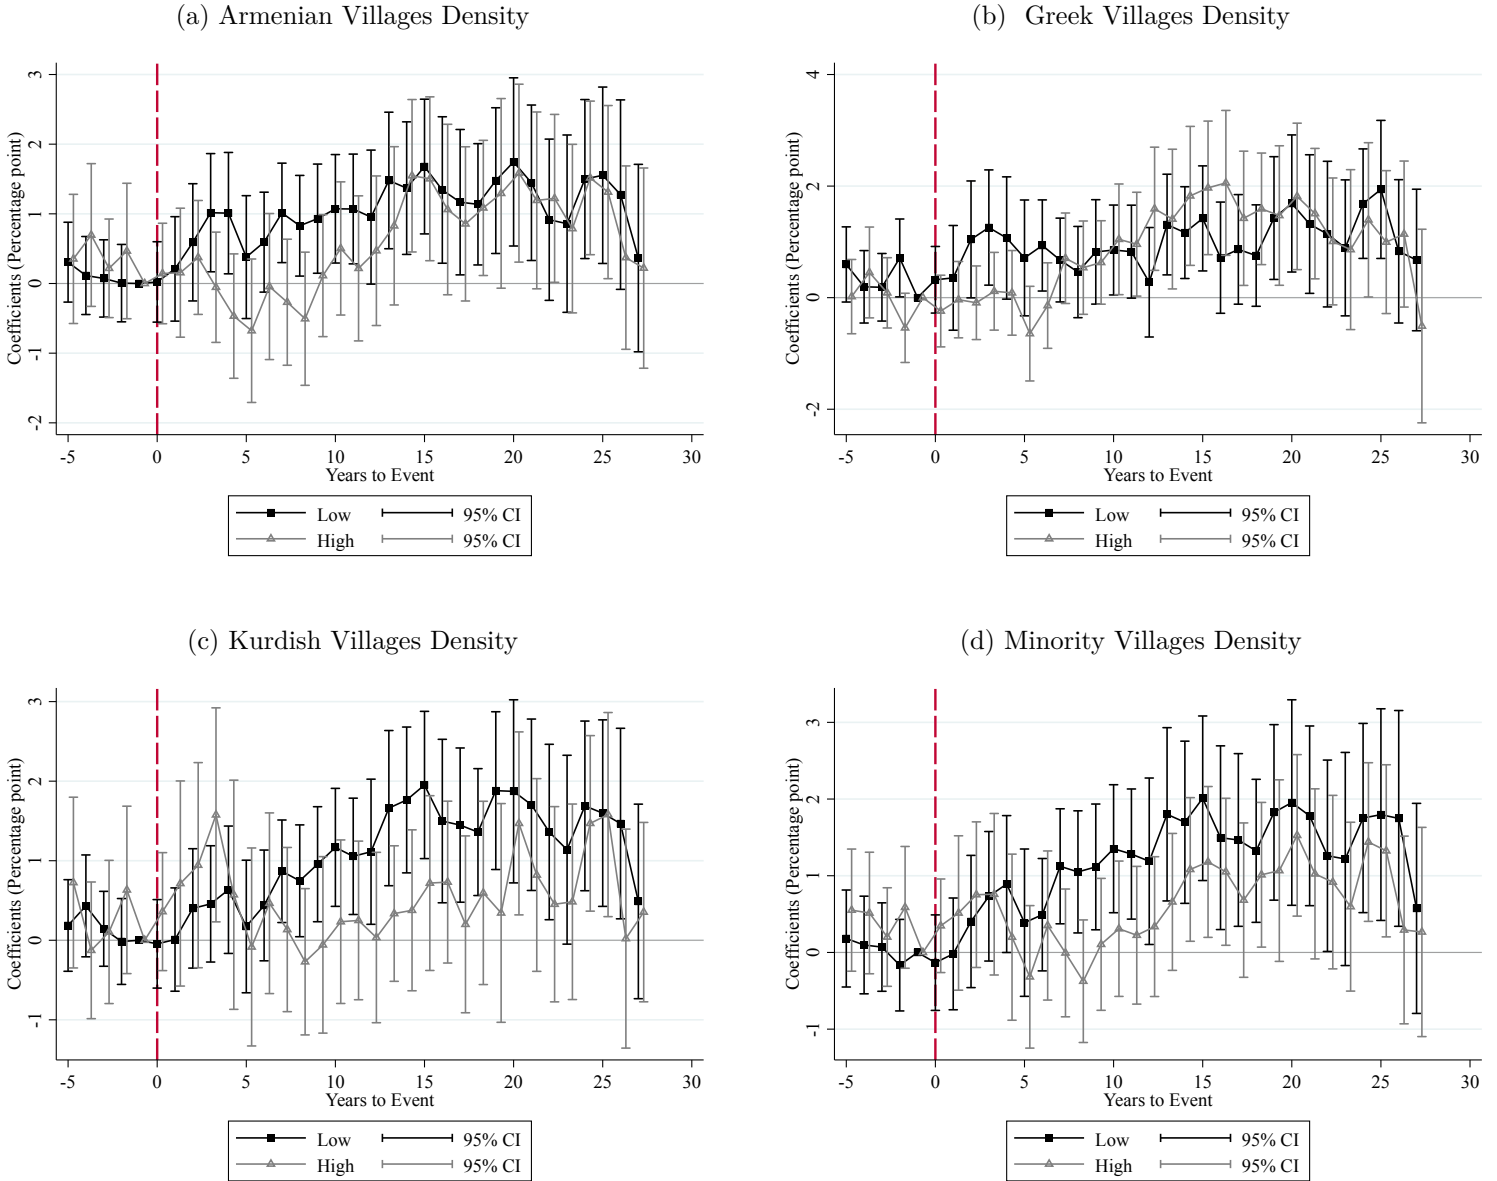 (a) Armenian Villages Density
Coefficients (Percentage point)
3
2
1
0
-1
-2
-5 0 5 10 15 20 25 30
Years to Event
Low 95% CI
High 95% CI
(b) Greek Villages Density
Coefficients (Percentage point)
4
2
0
-2
-5 0 5 10 15 20 25 30
Years to Event
Low 95% CI
High 95% CI
(c) Kurdish Villages Density
Coefficients (Percentage point)
3
2
1
0
-1
-5 0 5 10 15 20 25 30
Years to Event
Low 95% CI
High 95% CI
(d) Minority Villages Density
Coefficients (Percentage point)
3
2
1
0
-1
-5 0 5 10 15 20 25 30
Years to Event
Low 95% CI
High 95% CI